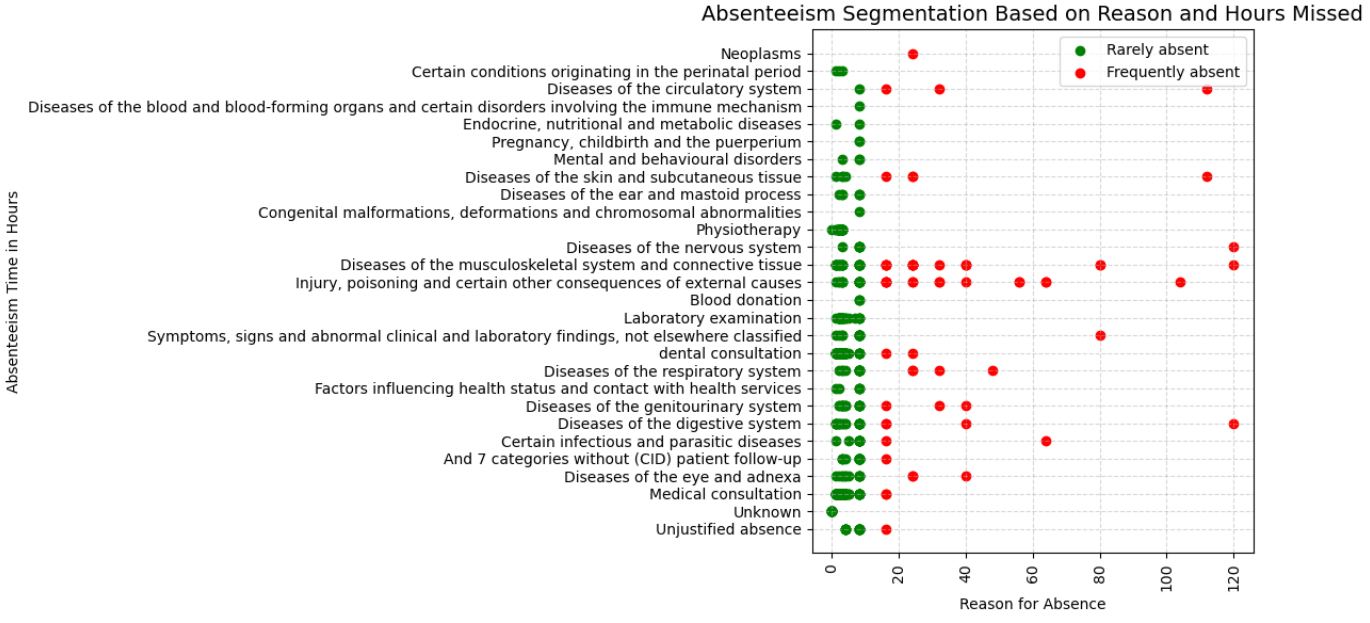 Absenteeism Segmentation Based on Reason and Hours Missed
Rarely absent
Frequently absent
Absenteeism Time in Hours
Neoplasms
Certain conditions originating in the perinatal period
Diseases of the circulatory system
Diseases of the blood and blood-forming organs and certain disorders involving the immune mechanism
Endocrine, nutritional and metabolic diseases
Pregnancy, childbirth and the puerperium
Mental and behavioural disorders
Diseases of the skin and subcutaneous tissue
Diseases of the ear and mastoid process
Congenital malformations, deformations and chromosomal abnormalities
Physiotherapy
Diseases of the nervous system
Diseases of the musculoskeletal system and connective tissue
Injury, poisoning and certain other consequences of external causes
Blood donation
Laboratory examination
Symptoms, signs and abnormal clinical and laboratory findings, not elsewhere classified
dental consultation
Diseases of the respiratory system
Factors influencing health status and contact with health services
Diseases of the genitourinary system
Diseases of the digestive system
Certain infectious and parasitic diseases
And 7 categories without (CID) patient follow-up
Diseases of the eye and adnexa
Medical consultation
Unknown
Unjustified absence
0
20
40
60
80
100
120
Reason for Absence